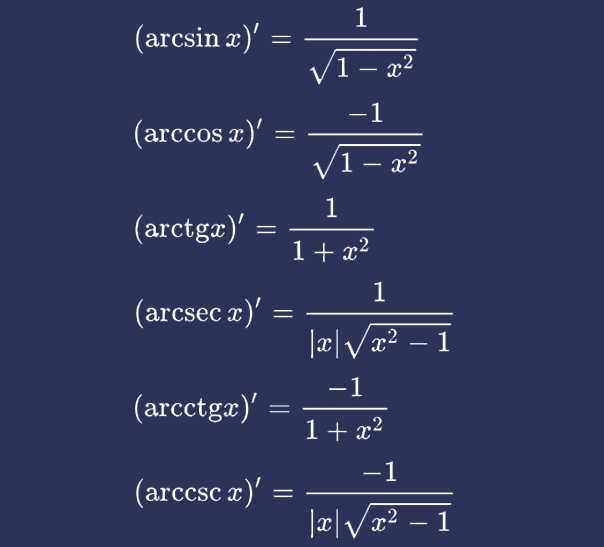 (arcsin x)′ = 1/√(1 − x²)
(arccos x)′ = −1/√(1 − x²)
(arctgx)′ = 1/(1 + x²)
(arcsec x)′ = 1/(|x|√(x² − 1))
(arcctgx)′ = −1/(1 + x²)
(arccsc x)′ = −1/(|x|√(x² − 1))